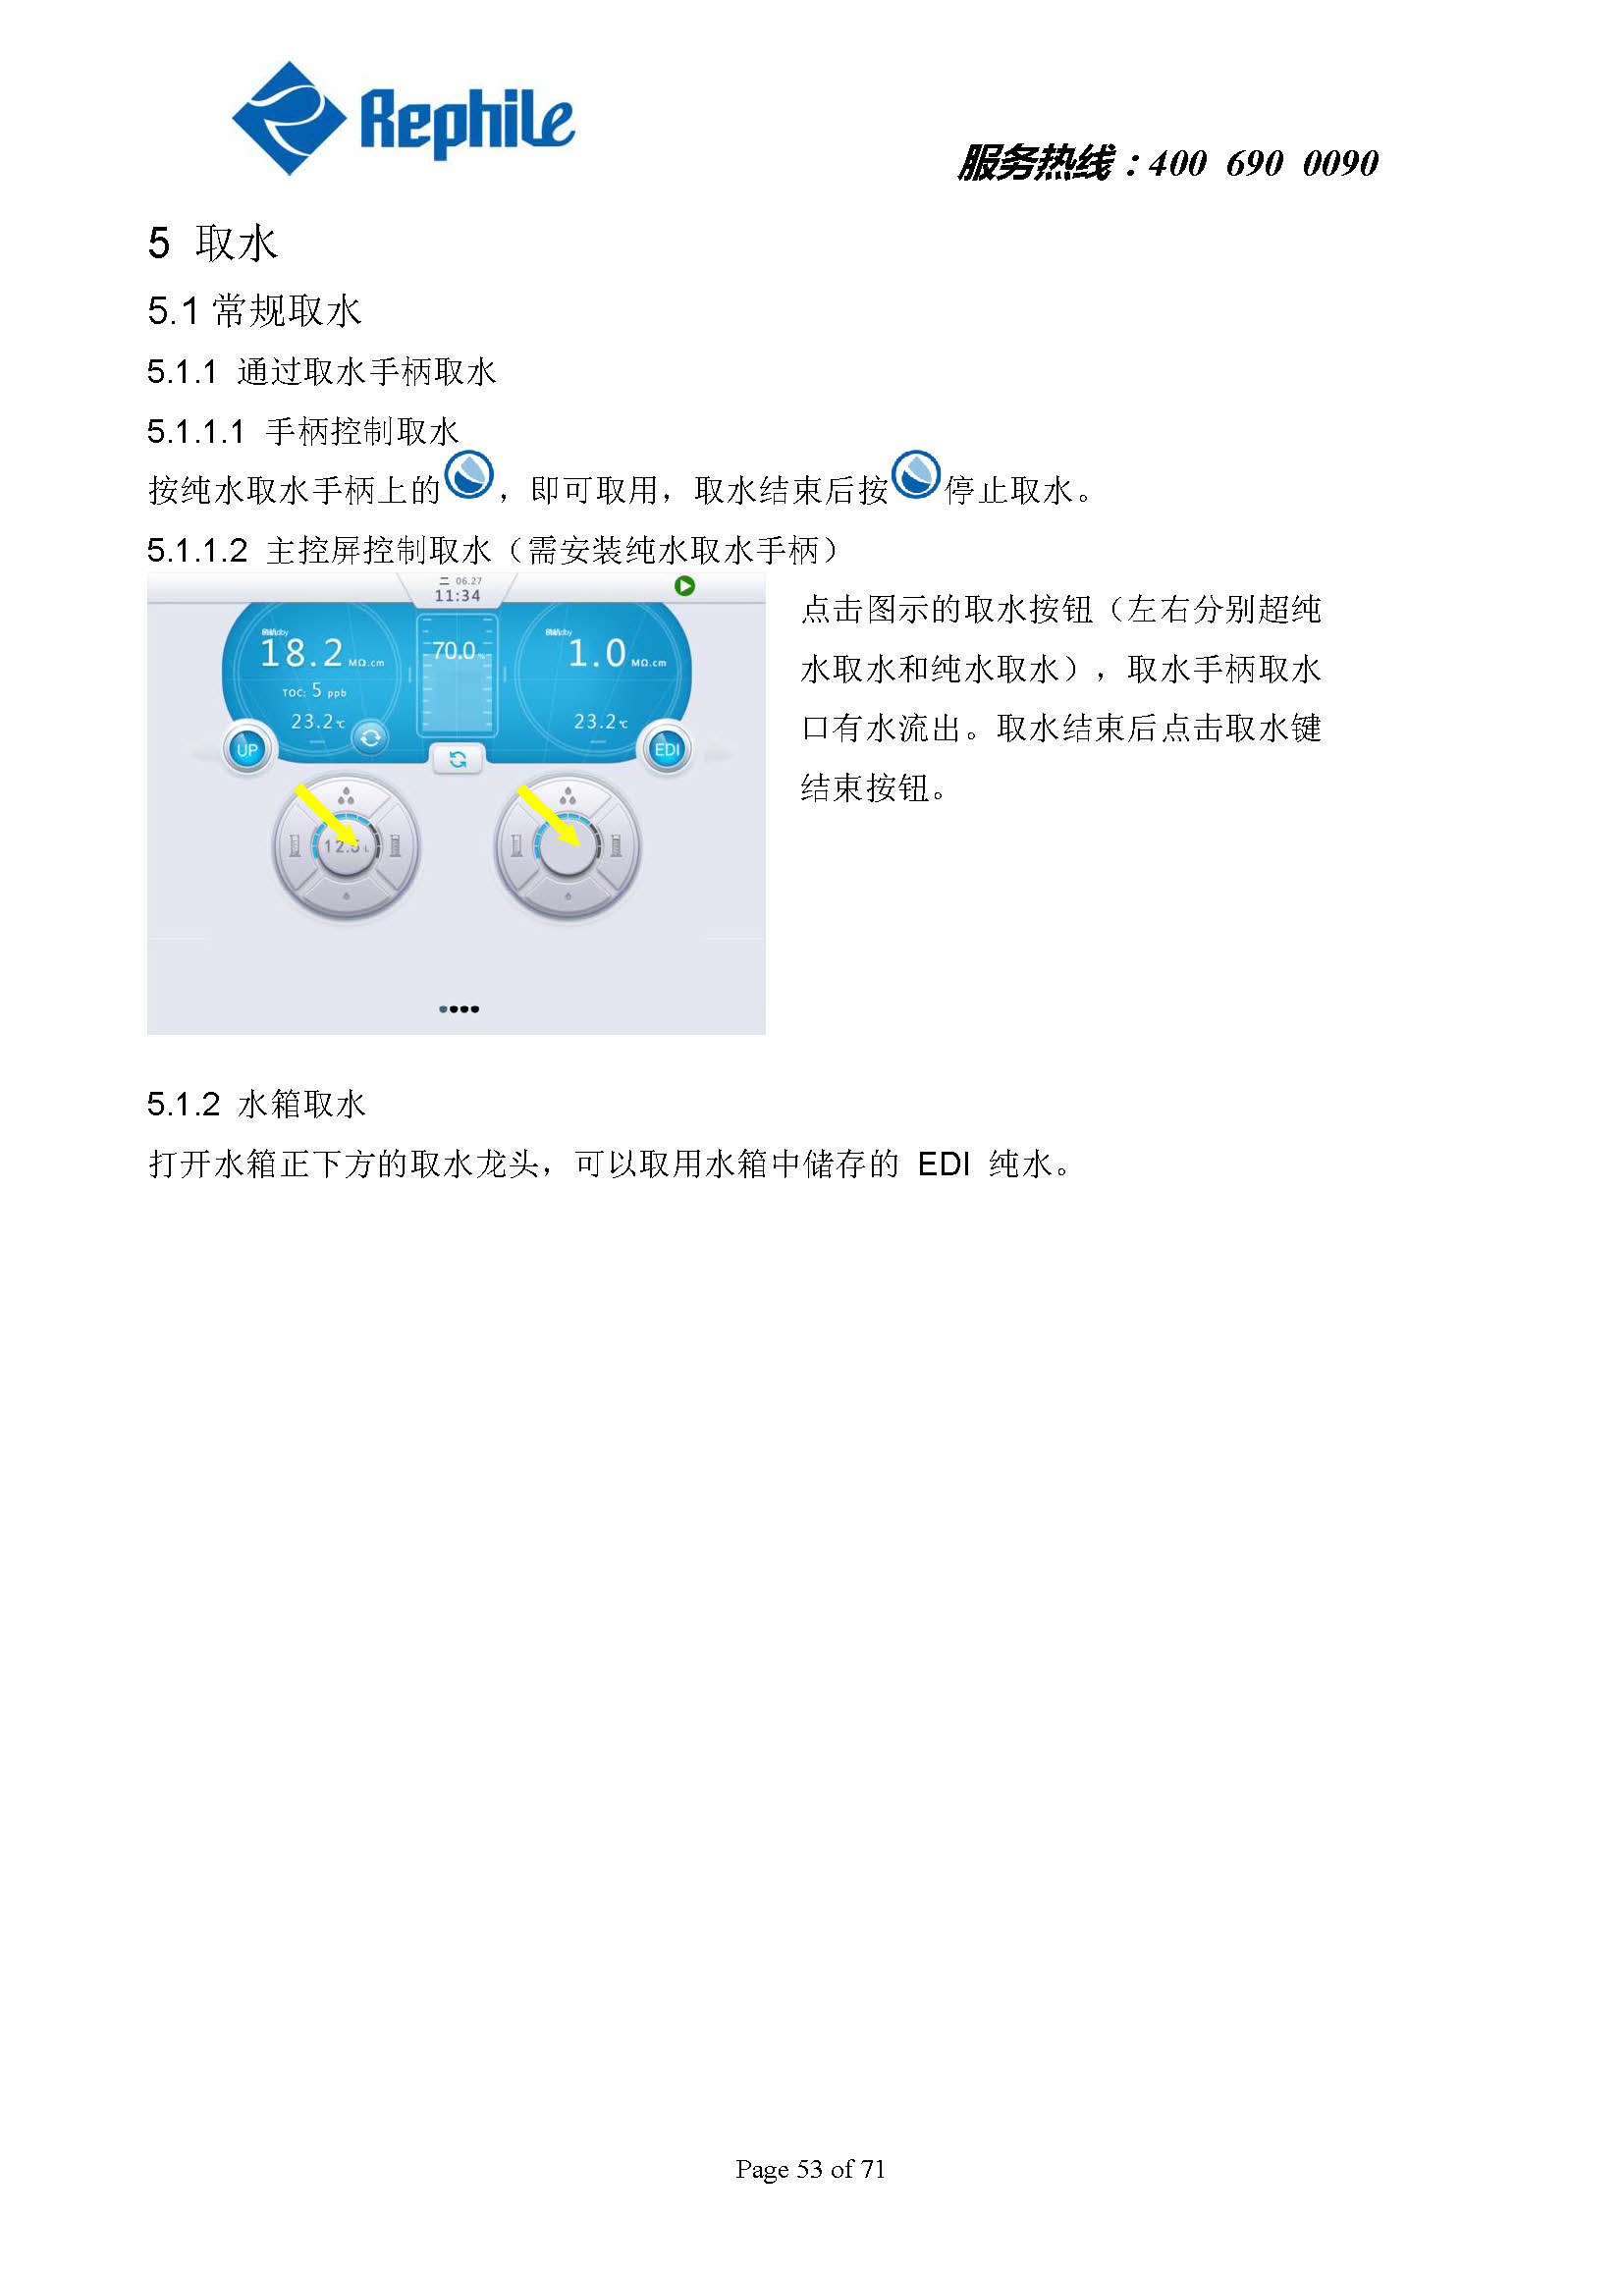 Rephile
服务热线：400 690 0090
5 取水
5.1常规取水
5.1.1 通过取水手柄取水
5.1.1.1 手柄控制取水
按纯水取水手柄上的，即可取用，取水结束后按停止取水。
5.1.1.2 主控屏控制取水（需安装纯水取水手柄）
二 06.27
11:34
18.2 MΩ.cm
70.0
1.0 MΩ.cm
TOC: 5 ppb
23.2℃
23.2℃
UP
EDI
12.5 L
点击图示的取水按钮（左右分别超纯
水取水和纯水取水），取水手柄取水
口有水流出。取水结束后点击取水键
结束按钮。
5.1.2 水箱取水
打开水箱正下方的取水龙头，可以取用水箱中储存的 EDI 纯水。
Page 53 of 71